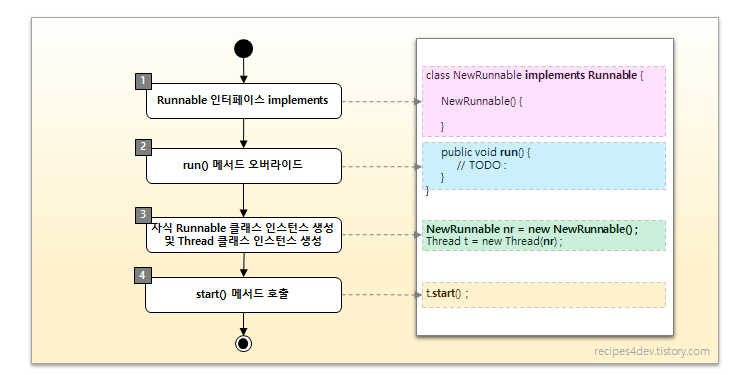 1
Runnable 인터페이스 implements
2
run() 메서드 오버라이드
3
자식 Runnable 클래스 인스턴스 생성
및 Thread 클래스 인스턴스 생성
4
start() 메서드 호출
class NewRunnable implements Runnable {
NewRunnable() {
}
public void run() {
// TODO :
}
}
NewRunnable nr = new NewRunnable() ;
Thread t = new Thread(nr) ;
t.start() ;
recipes4dev.tistory.com